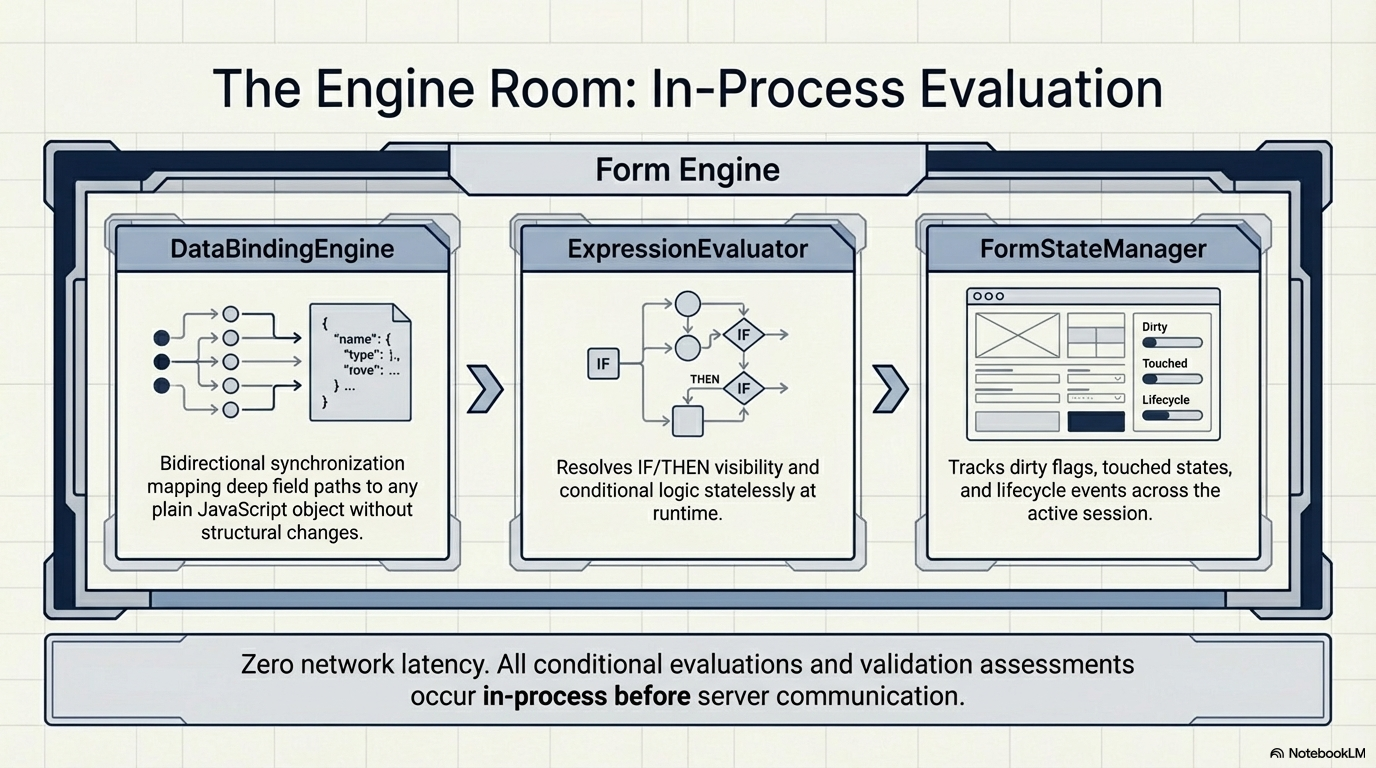 The Engine Room: In-Process Evaluation
Form Engine
DataBindingEngine
{
"name": {
"type": ].,
"rove": ...
} ...
}
Bidirectional synchronization
mapping deep field paths to any
plain JavaScript object without
structural changes.
ExpressionEvaluator
IF
IF
THEN
IF
Resolves IF/THEN visibility and
conditional logic statelessly at
runtime.
FormStateManager
Dirty
Touched
Lifecycle
Tracks dirty flags, touched states,
and lifecycle events across the
active session.
Zero network latency. All conditional evaluations and validation assessments
occur in-process before server communication.
NotebookLM